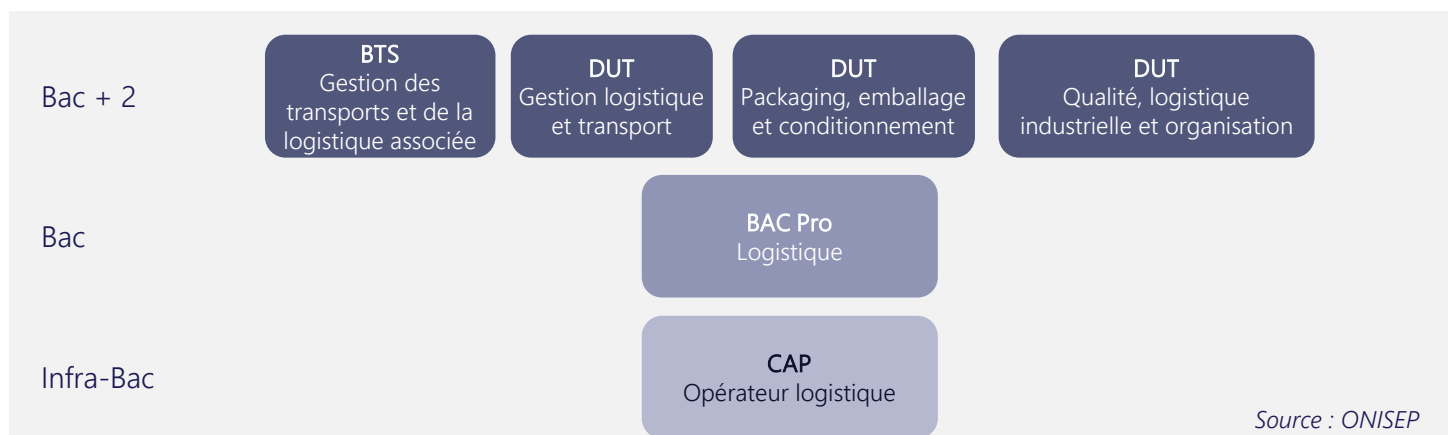 Bac + 2
BTS
Gestion des
transports et de la
logistique associée
DUT
Gestion logistique
et transport
DUT
Packaging, emballage
et conditionnement
DUT
Qualité, logistique
industrielle et organisation
Bac
BAC Pro
Logistique
Infra-Bac
CAP
Opérateur logistique
Source : ONISEP